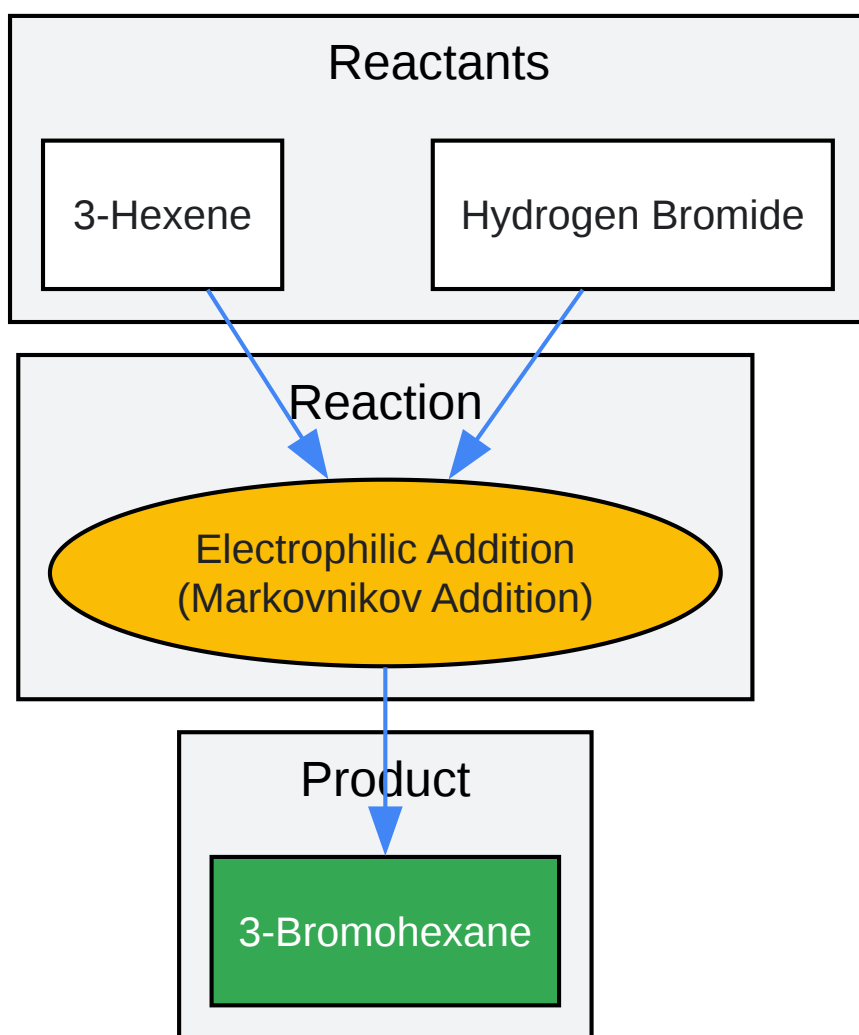 Reactants
3-Hexene
Hydrogen Bromide
Reaction
Electrophilic Addition
(Markovnikov Addition)
Product
3-Bromohexane